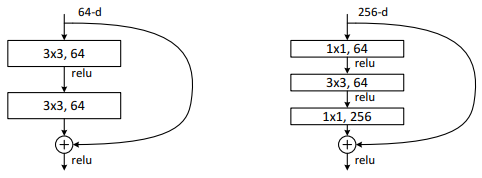 64-d
3x3, 64
relu
3x3, 64
relu
256-d
1x1, 64
relu
3x3, 64
relu
1x1, 256
relu